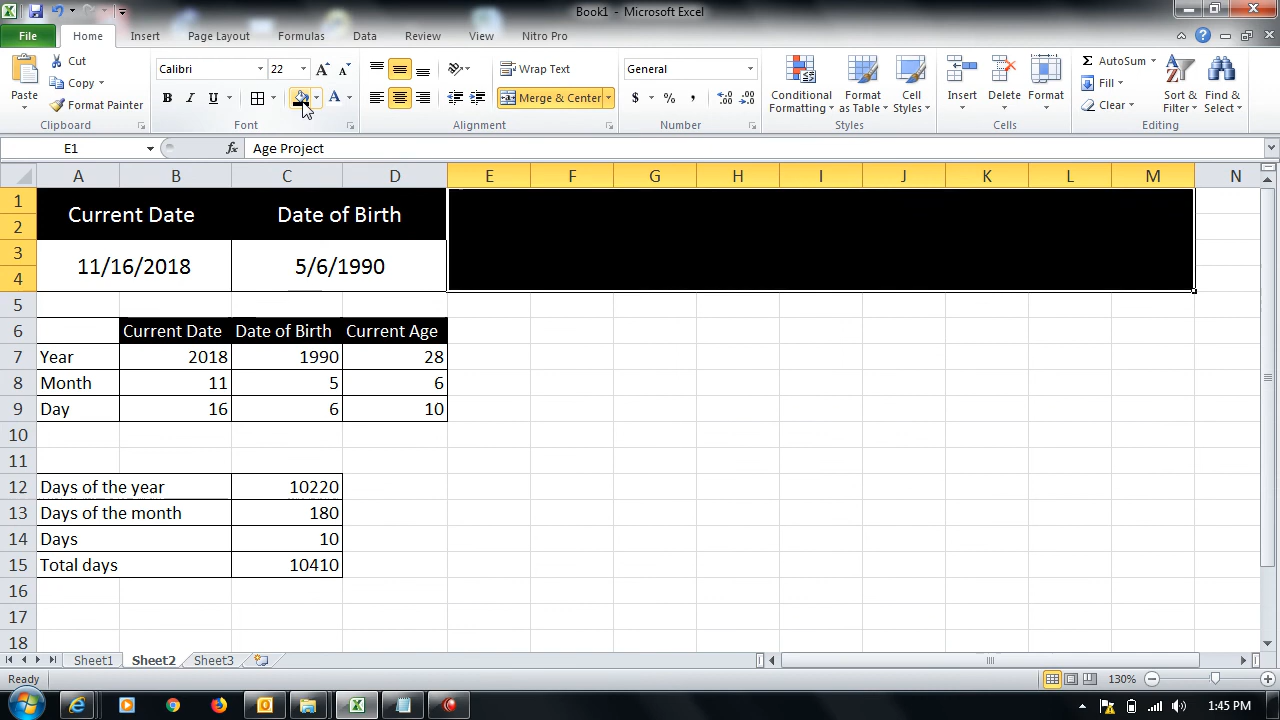 Book1 - Microsoft Excel
File Home Insert Page Layout Formulas Data Review View Nitro Pro
Cut
Copy
Format Painter
Paste
Clipboard
Calibri 22
B I U
Font
Wrap Text
Merge & Center
Alignment
General
$ % ,
Number
Conditional Formatting
Format as Table
Cell Styles
Styles
Insert
Delete
Format
Cells
AutoSum
Fill
Clear
Sort & Filter
Find & Select
Editing
E1 fx Age Project
A B C D E F G H I J K L M N
1
2 Current Date Date of Birth
3
4 11/16/2018 5/6/1990
5
6 Current Date Date of Birth Current Age
7 Year 2018 1990 28
8 Month 11 5 6
9 Day 16 6 10
10
11
12 Days of the year 10220
13 Days of the month 180
14 Days 10
15 Total days 10410
16
17
18
Sheet1 Sheet2 Sheet3
Ready 130%
1:45 PM